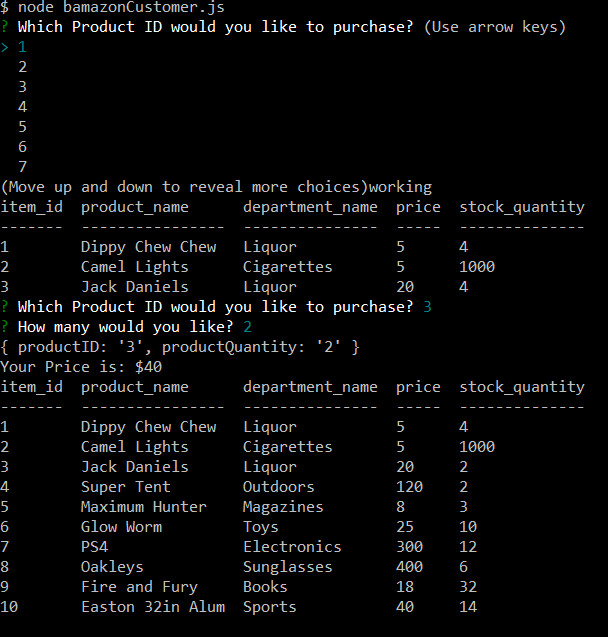 $ node bamazonCustomer.js
? Which Product ID would you like to purchase? (Use arrow keys)
> 1
  2
  3
  4
  5
  6
  7
(Move up and down to reveal more choices)working
item_id  product_name      department_name  price  stock_quantity
-------  ----------------  ---------------  -----  --------------
1        Dippy Chew Chew   Liquor           5      4
2        Camel Lights      Cigarettes       5      1000
3        Jack Daniels      Liquor           20     4
? Which Product ID would you like to purchase? 3
? How many would you like? 2
{ productID: '3', productQuantity: '2' }
Your Price is: $40
item_id  product_name      department_name  price  stock_quantity
-------  ----------------  ---------------  -----  --------------
1        Dippy Chew Chew   Liquor           5      4
2        Camel Lights      Cigarettes       5      1000
3        Jack Daniels      Liquor           20     2
4        Super Tent        Outdoors         120    2
5        Maximum Hunter    Magazines        8      3
6        Glow Worm         Toys             25     10
7        PS4               Electronics      300    12
8        Oakleys           Sunglasses       400    6
9        Fire and Fury     Books            18     32
10       Easton 32in Alum  Sports           40     14